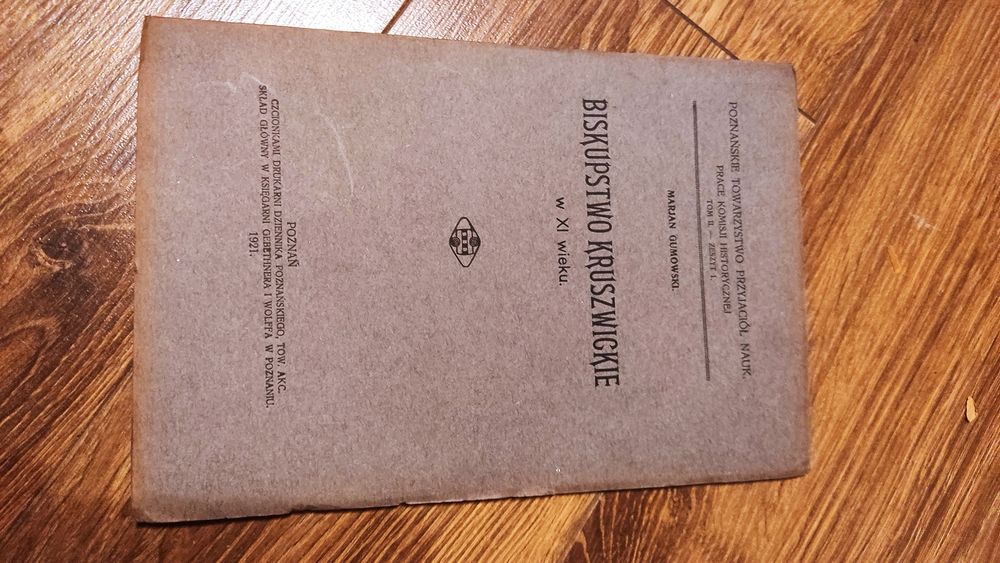 POZNAŃSKIE TOWARZYSTWO PRZYJACIÓŁ NAUK.
PRACE KOMISJI HISTORYCZNEJ
TOM II. — ZESZYT I.
MARJAN GUMOWSKI.
BISKUPSTWO KRUSZWICKIE
w XI wieku.
POZNAŃ
CZCIONKAMI DRUKARNI DZIENNIKA POZNAŃSKIEGO, TOW. AKC.
SKŁAD GŁÓWNY W KSIĘGARNI GEBETHNERA I WOLFFA W POZNANIU.
1921.